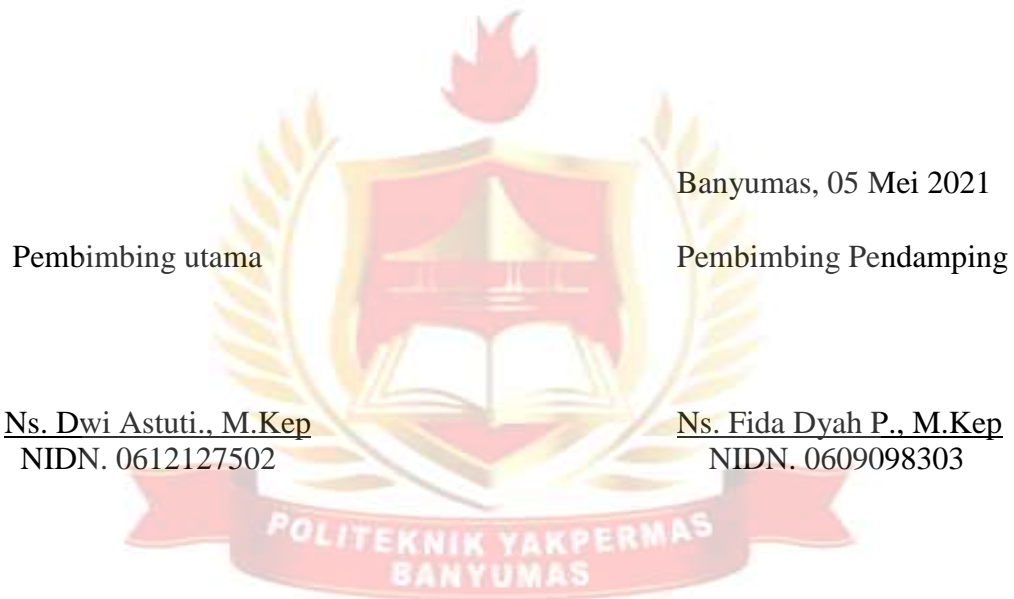 Banyumas, 05 Mei 2021
Pembimbing utama Pembimbing Pendamping
Ns. Dwi Astuti., M.Kep Ns. Fida Dyah P., M.Kep
NIDN. 0612127502 NIDN. 0609098303
POLITEKNIK YAKPERMAS
BANYUMAS